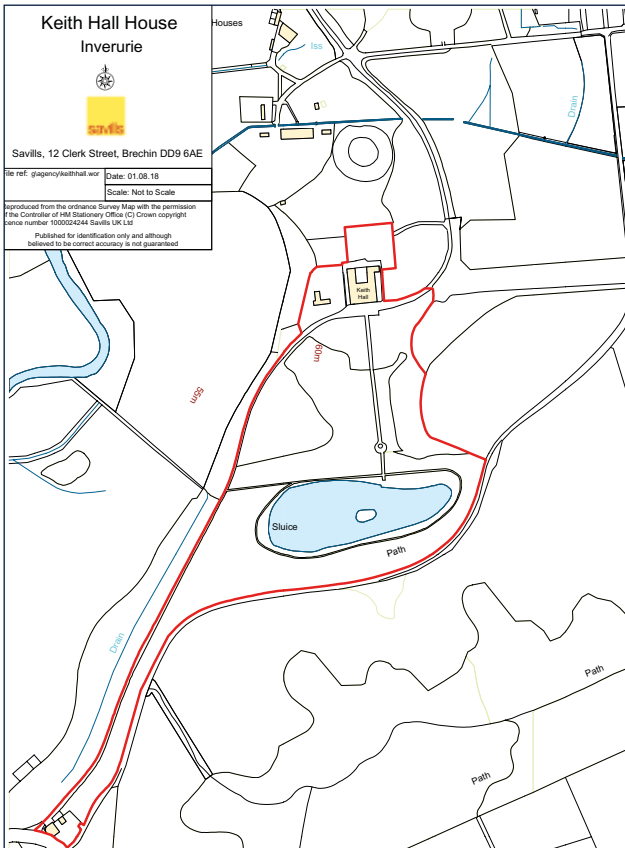 Keith Hall House
Inverurie
savills
Savills, 12 Clerk Street, Brechin DD9 6AE
File ref: g\agency\keithhall.wor
Date: 01.08.18
Scale: Not to Scale
Reproduced from the ordnance Survey Map with the permission
of the Controller of HM Stationery Office (C) Crown copyright
icence number 1000024244 Savills UK Ltd
Published for identification only and although
believed to be correct accuracy is not guaranteed
Houses
Iss
Drain
Keith
Hall
60m
55m
Sluice
Path
Drain
Path
Path